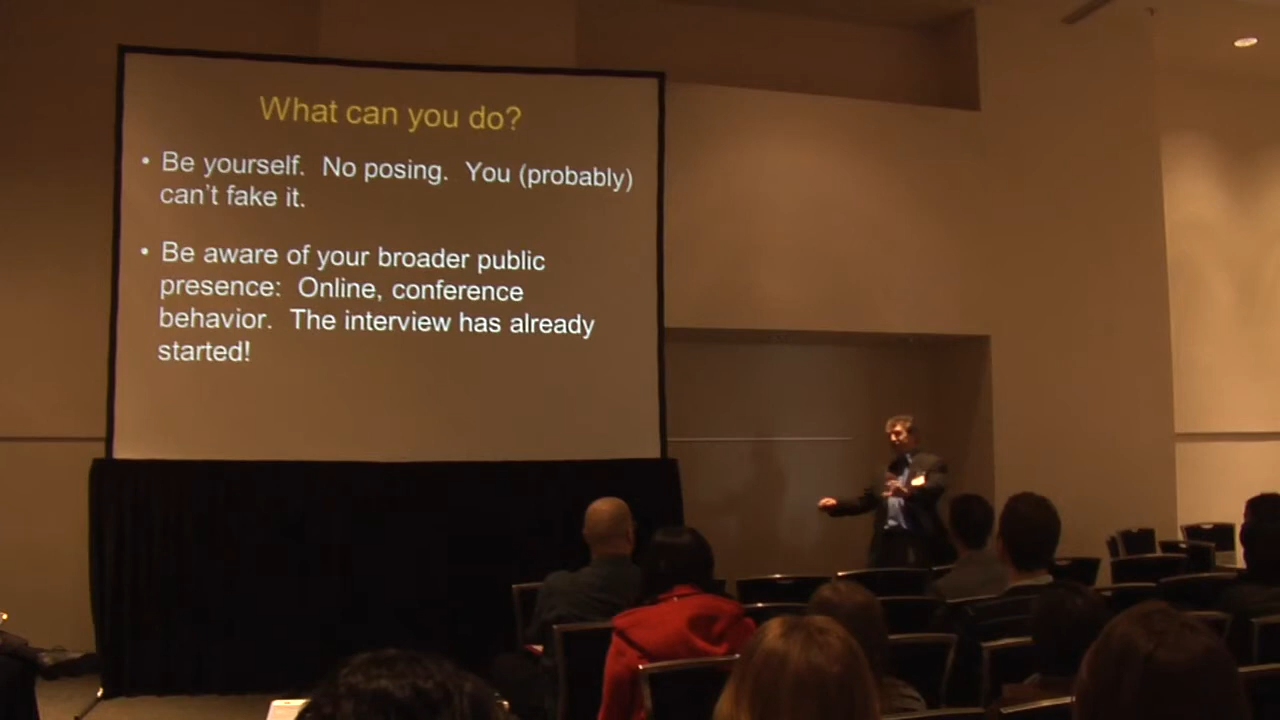 What can you do?
• Be yourself. No posing. You (probably)
can't fake it.
• Be aware of your broader public
presence: Online, conference
behavior. The interview has already
started!